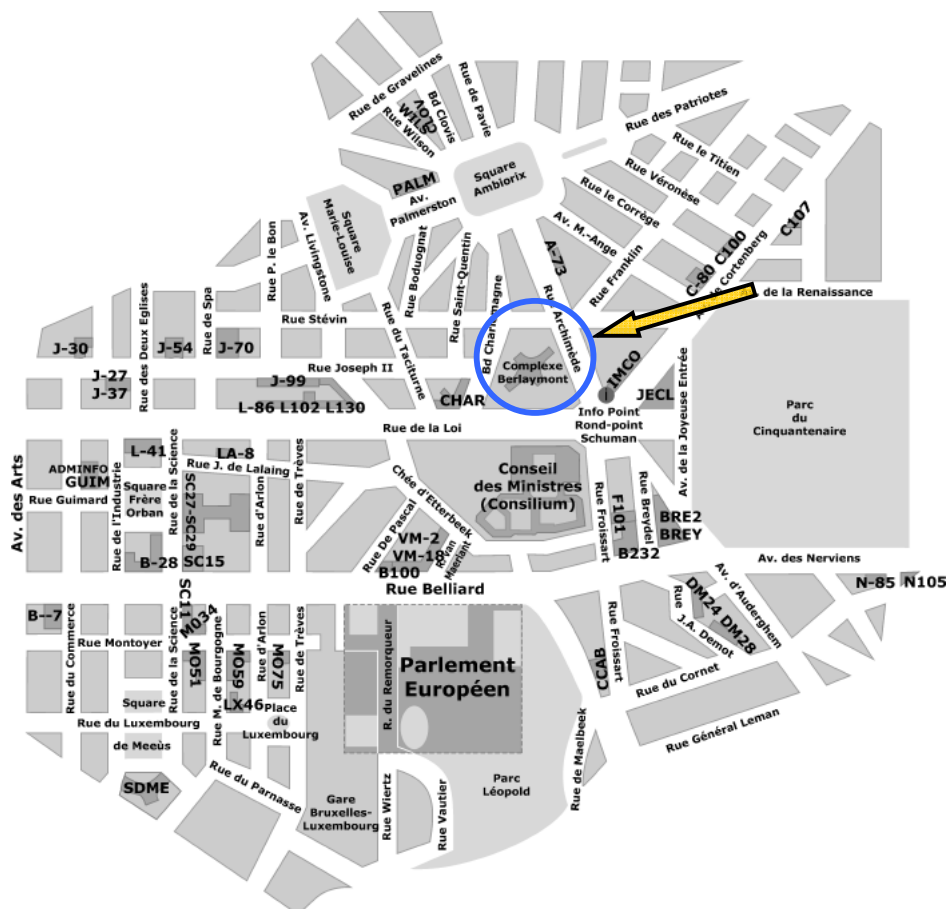 Rue de Gravelines
Rue de Pavie
CLOV
WILS
Bd Clovis
Rue Wilson
Rue des Patriotes
Rue le Titien
Square
Ambiorix
Rue Véronèse
PALM
Rue le Corrège
Av.
Palmerston
Square
Marie-Louise
Av. Livingstone
Rue P. le Bon
Av. M.-Ange
C107
C100
C-80
Rue Boduognat
Rue Saint-Quentin
A-73
Rue Franklin
de Cortenberg
de la Renaissance
Rue des Deux Eglises
Rue de Spa
Rue Stévin
Rue du Taciturne
Bd Charlemagne
Rue Archimède
J-30
J-54
J-70
Rue Joseph II
Complexe
Berlaymont
IMCO
J-27
J-37
J-99
L-86 L102 L130
CHAR
JECL
Info Point
Rond-point
Schuman
Parc
du
Cinquantenaire
Av. de la Joyeuse Entrée
Rue de la Loi
L-41
LA-8
Rue J. de Lalaing
ADMINFO
GUIM
Rue Guimard
Av. des Arts
Rue de l'Industrie
Square
Frère
Orban
Rue de la Science
SC27-SC29
Rue d'Arlon
Rue de Trèves
Chée d'Etterbeek
Conseil
des Ministres
(Consilium)
Rue Froissart
F101
Rue Breydel
BRE2
BREY
Rue De Pascal
VM-2
VM-18
R. van
Maerlant
B100
B-28
SC15
B232
Av. des Nerviens
Rue Belliard
SC11
M034
B--7
Rue du Commerce
Rue Montoyer
Rue de la Science
MO51
Rue M. de Bourgogne
MO59
Rue d'Arlon
MO75
Rue de Trèves
LX46
Place
du
Luxembourg
Square
Rue du Luxembourg
de Meeùs
R. du Remorqueur
Parlement
Européen
CCAB
Rue Froissart
Rue
J.A. Demot
DM24
DM28
Av. d'Auderghem
N-85
N105
Rue du Cornet
Rue Général Leman
Rue de Maelbeek
SDME
Rue du Parnasse
Gare
Bruxelles-
Luxembourg
Rue Wiertz
Rue Vautier
Parc
Léopold